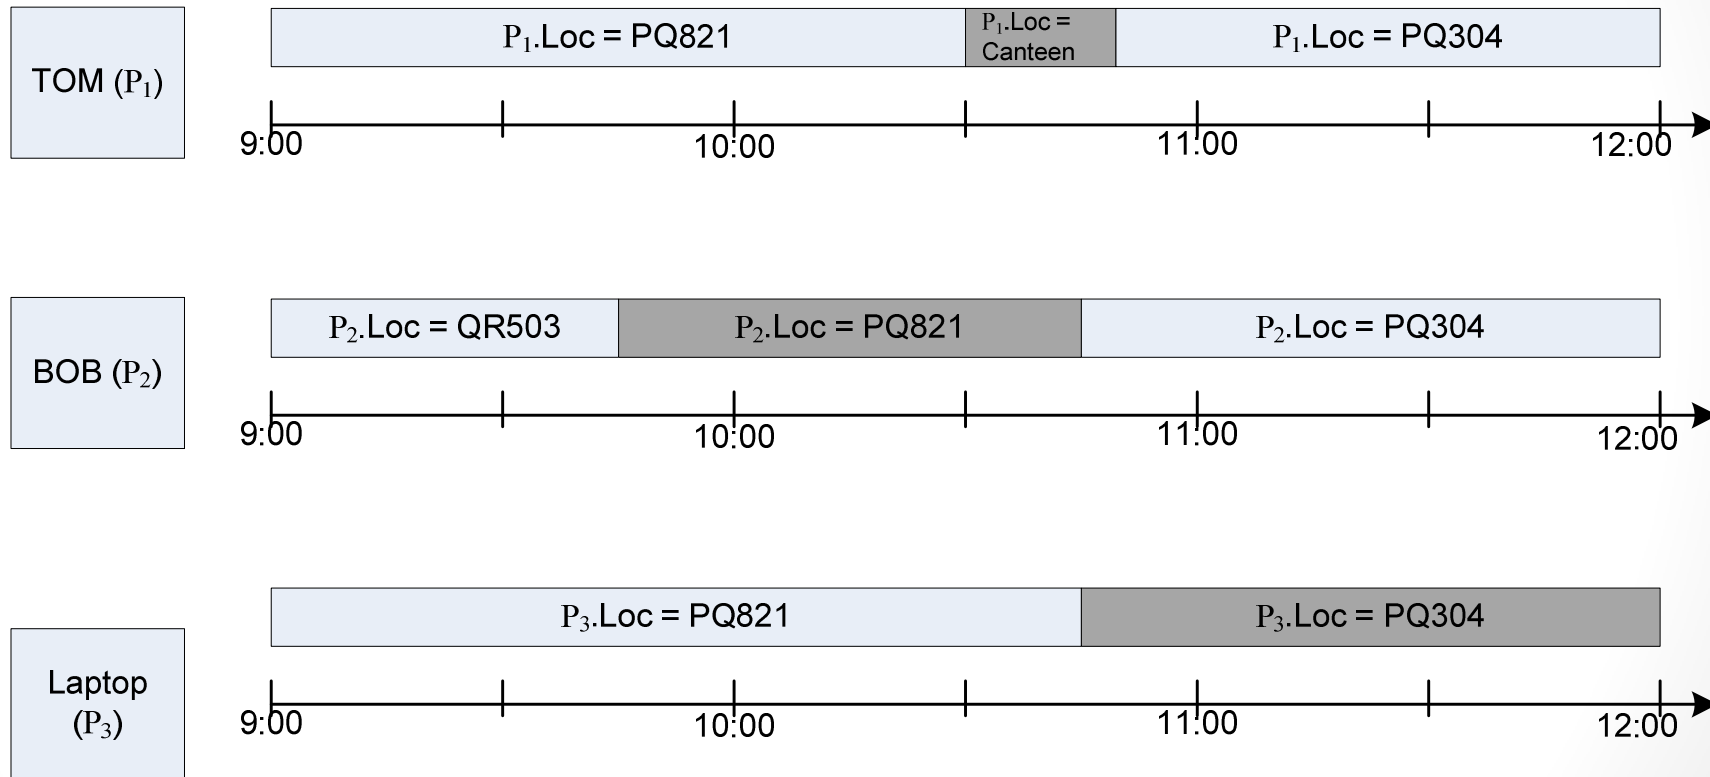 TOM (P₁)
P₁.Loc = PQ821
P₁.Loc =
Canteen
P₁.Loc = PQ304
9:00
10:00
11:00
12:00
BOB (P₂)
P₂.Loc = QR503
P₂.Loc = PQ821
P₂.Loc = PQ304
9:00
10:00
11:00
12:00
Laptop
(P₃)
P₃.Loc = PQ821
P₃.Loc = PQ304
9:00
10:00
11:00
12:00